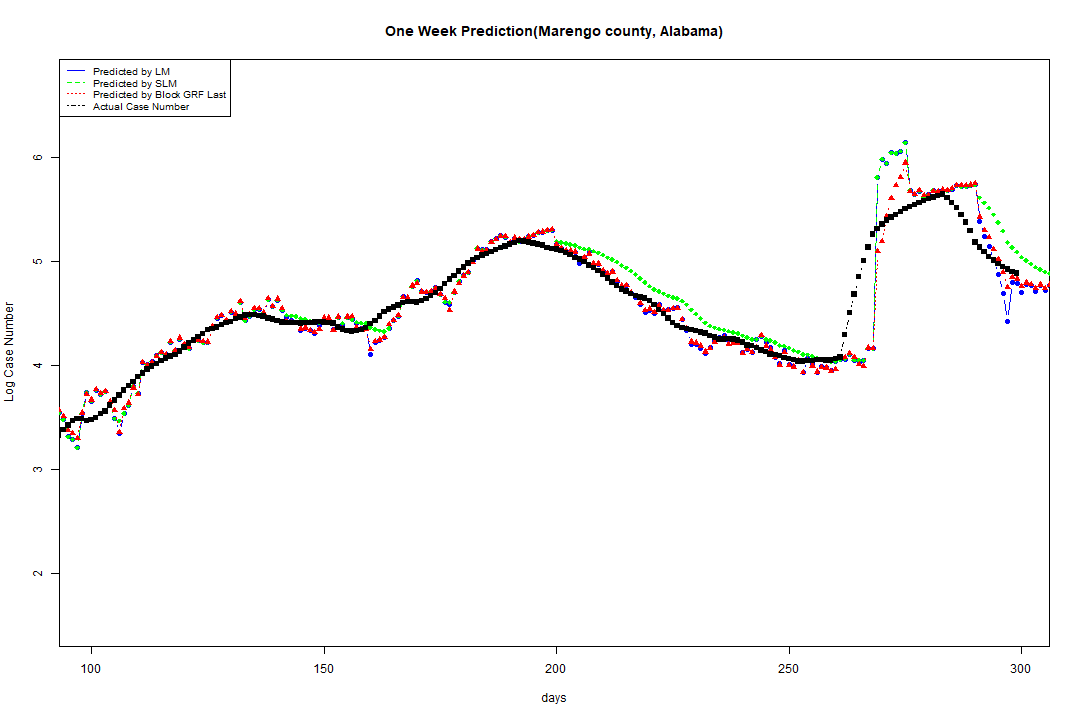 One Week Prediction(Marengo county, Alabama)
Predicted by LM
Predicted by SLM
Predicted by Block GRF Last
Actual Case Number
6
5
4
3
2
Log Case Number
100 150 200 250 300
days